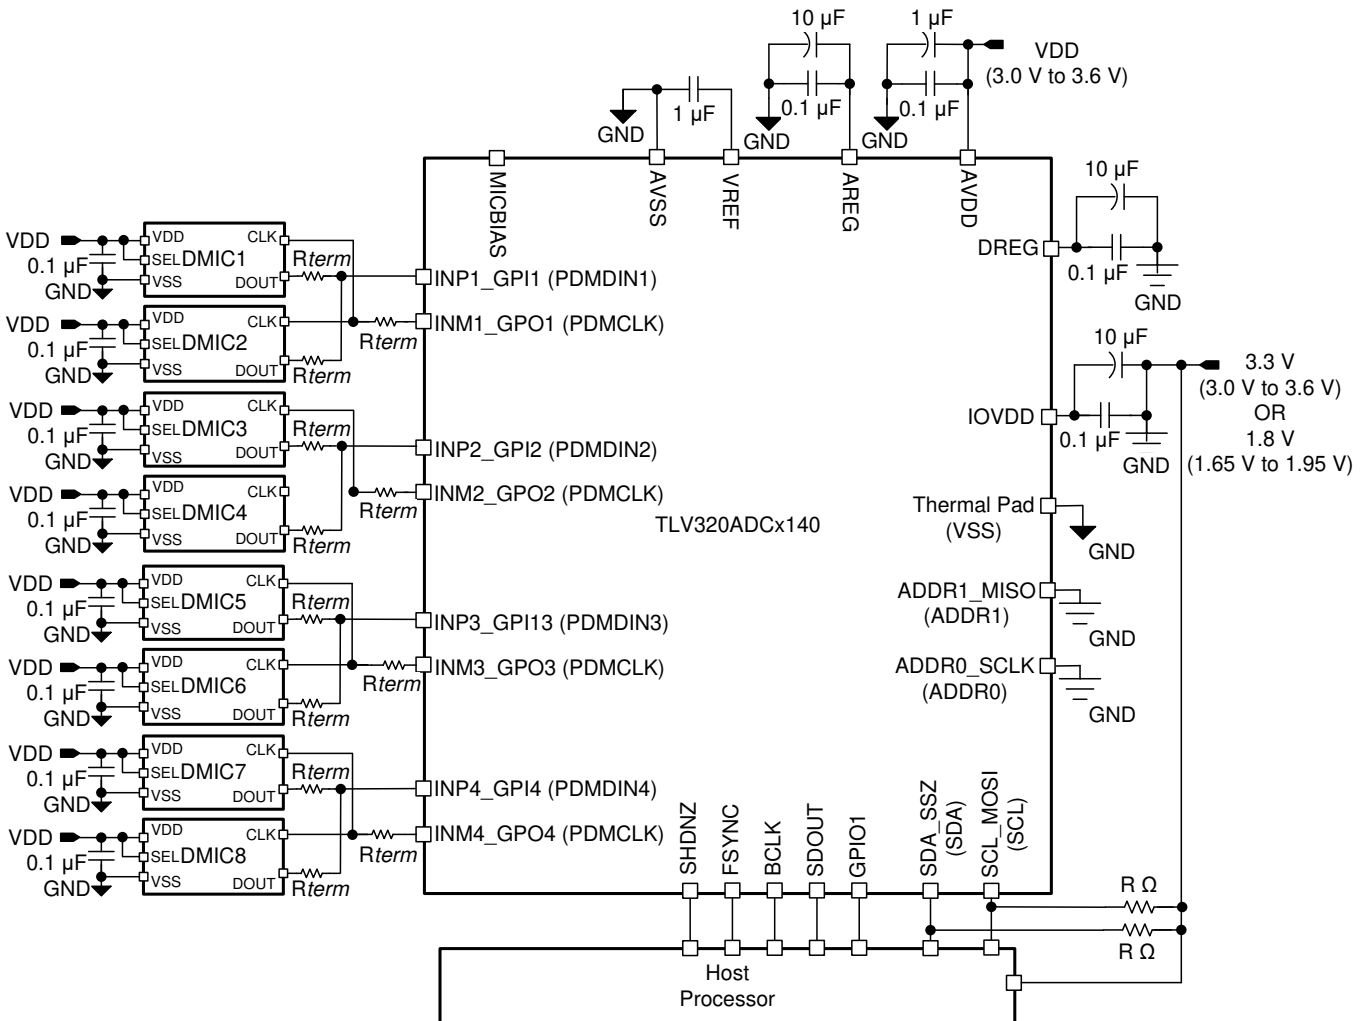 10 µF
1 µF
VDD
(3.0 V to 3.6 V)
0.1 µF
0.1 µF
1 µF
GND
GND
GND
MICBIAS
AVSS
VREF
AREG
AVDD
10 µF
DREG
0.1 µF
GND
VDD
0.1 µF
GND
VDD
SEL
VSS
DMIC1
CLK
DOUT
Rterm
INP1_GPI1 (PDMDIN1)
VDD
0.1 µF
GND
VDD
SEL
VSS
DMIC2
CLK
DOUT
Rterm
Rterm
INM1_GPO1 (PDMCLK)
VDD
0.1 µF
GND
VDD
SEL
VSS
DMIC3
CLK
DOUT
Rterm
INP2_GPI2 (PDMDIN2)
VDD
0.1 µF
GND
VDD
SEL
VSS
DMIC4
CLK
DOUT
Rterm
Rterm
INM2_GPO2 (PDMCLK)
TLV320ADCx140
10 µF
IOVDD
0.1 µF
GND
3.3 V
(3.0 V to 3.6 V)
OR
1.8 V
(1.65 V to 1.95 V)
Thermal Pad
(VSS)
GND
ADDR1_MISO
(ADDR1)
GND
ADDR0_SCLK
(ADDR0)
GND
VDD
0.1 µF
GND
VDD
SEL
VSS
DMIC5
CLK
DOUT
Rterm
INP3_GPI13 (PDMDIN3)
VDD
0.1 µF
GND
VDD
SEL
VSS
DMIC6
CLK
DOUT
Rterm
Rterm
INM3_GPO3 (PDMCLK)
VDD
0.1 µF
GND
VDD
SEL
VSS
DMIC7
CLK
DOUT
Rterm
INP4_GPI4 (PDMDIN4)
VDD
0.1 µF
GND
VDD
SEL
VSS
DMIC8
CLK
DOUT
Rterm
Rterm
INM4_GPO4 (PDMCLK)
SHDNZ
FSYNC
BCLK
SDOUT
GPIO1
SDA_SSZ
(SDA)
SCL_MOSI
(SCL)
R Ω
R Ω
Host
Processor